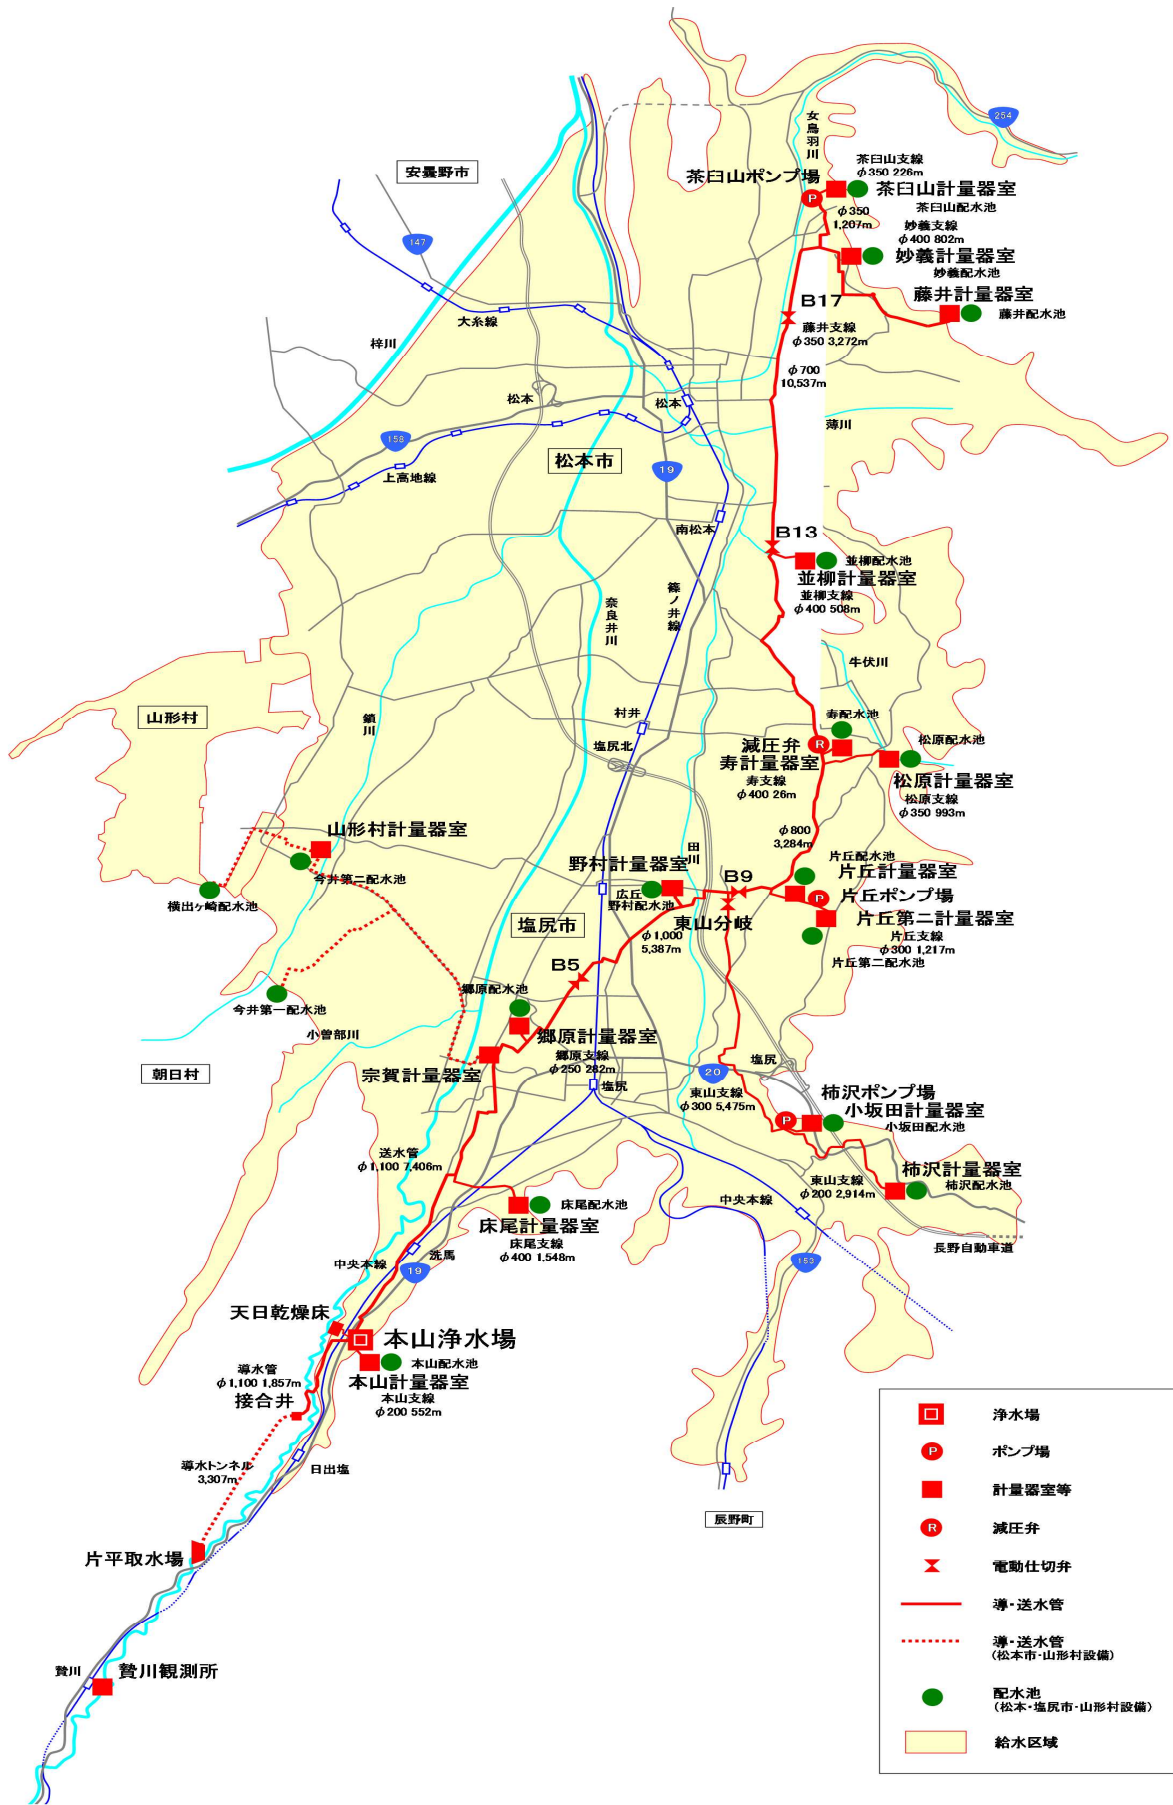 254
女鳥羽川
茶臼山支線
φ350 226m
安曇野市
茶臼山ポンプ場
茶臼山計量器室
茶臼山配水池
φ350
1,207m
妙義支線
φ400 802m
147
妙義計量器室
妙義配水池
藤井計量器室
藤井配水池
B17
大糸線
藤井支線
φ350 3,272m
梓川
φ700
10,537m
松本
松本
薄川
158
松本市
19
上高地線
南松本
B13
並柳配水池
並柳計量器室
並柳支線
φ400 508m
奈良井川
篠ノ井線
牛伏川
山形村
鎖川
村井
寿配水池
塩尻北
減圧弁
寿計量器室
松原配水池
寿支線
φ400 26m
松原計量器室
松原支線
φ350 993m
山形村計量器室
φ800
3,284m
田川
片丘配水池
野村計量器室
片丘計量器室
今井第二配水池
B9
広丘
野村配水池
片丘ポンプ場
横出ヶ崎配水池
塩尻市
東山分岐
片丘第二計量器室
φ1,000
5,387m
片丘支線
φ300 1,217m
片丘第二配水池
B5
郷原配水池
今井第一配水池
小曽部川
郷原計量器室
郷原支線
φ250 282m
塩尻
朝日村
宗賀計量器室
20
塩尻
東山支線
φ300 5,475m
柿沢ポンプ場
小坂田計量器室
小坂田配水池
送水管
φ1,100 7,406m
柿沢計量器室
東山支線
φ200 2,914m
柿沢配水池
床尾配水池
中央本線
床尾計量器室
床尾支線
φ400 1,548m
長野自動車道
洗馬
中央本線
19
153
天日乾燥床
本山浄水場
本山配水池
導水管
φ1,100 1,857m
本山計量器室
接合井
本山支線
φ200 552m
浄水場
ポンプ場
導水トンネル
3,307m
日出塩
計量器室等
辰野町
減圧弁
片平取水場
電動仕切弁
導・送水管
導・送水管
(松本市・山形村設備)
贄川
贄川観測所
配水池
(松本・塩尻市・山形村設備)
給水区域
P
P
P
P
R
R